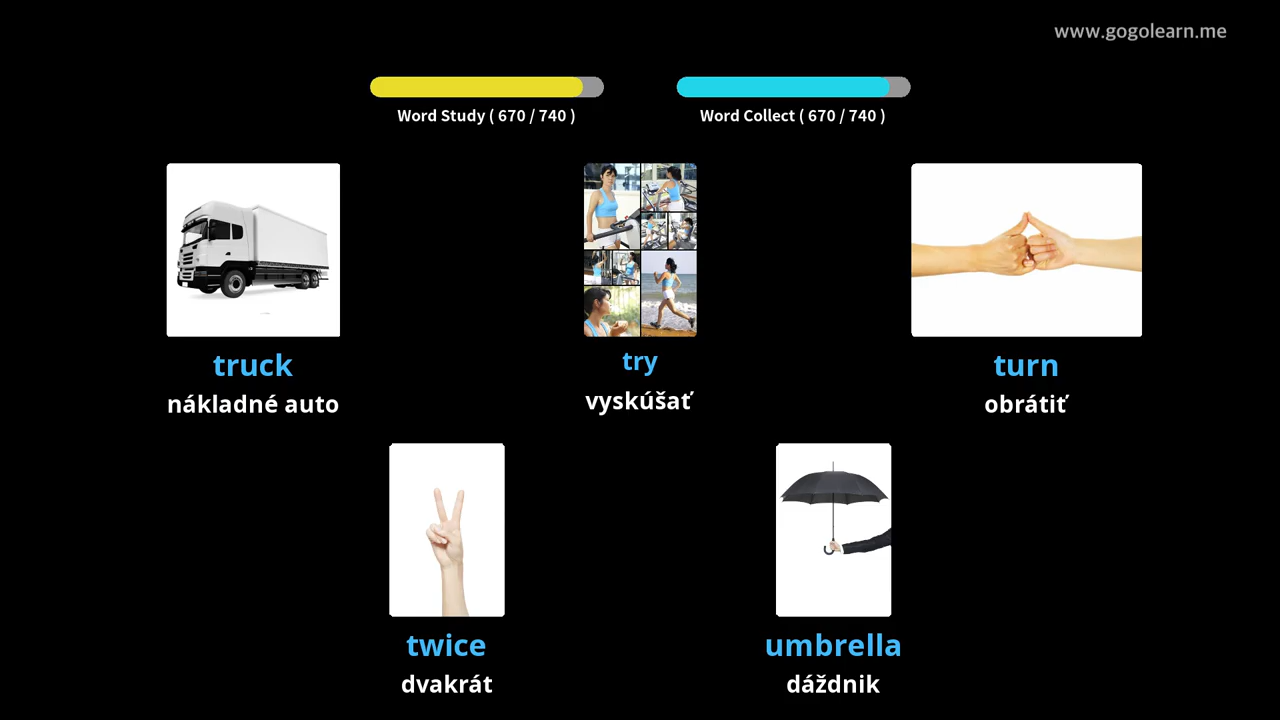 www.gogolearn.me
Word Study ( 670 / 740 )
Word Collect ( 670 / 740 )
truck
nákladné auto
try
vyskúšať
turn
obrátiť
twice
dvakrát
umbrella
dáždnik